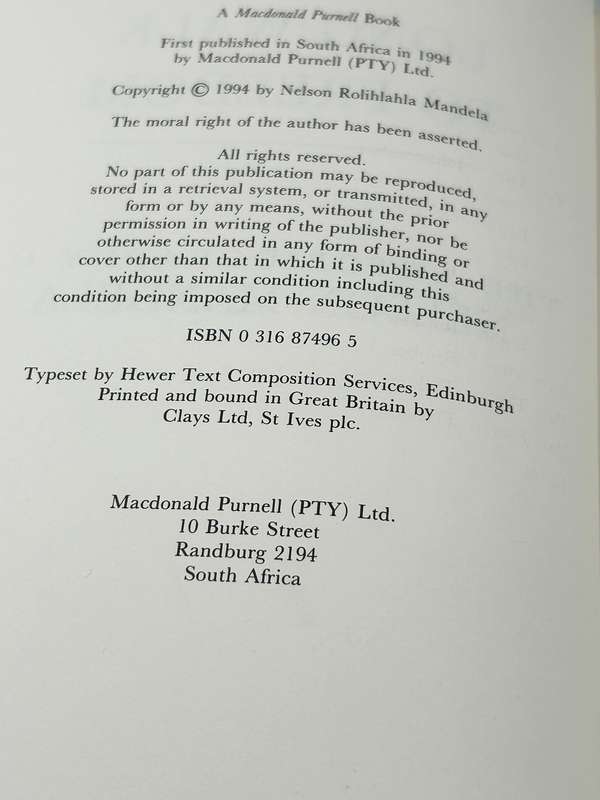 A Macdonald Purnell Book
First published in South Africa in 1994
by Macdonald Purnell (PTY) Ltd.
Copyright © 1994 by Nelson Rolihlahla Mandela
The moral right of the author has been asserted.
All rights reserved.
No part of this publication may be reproduced,
stored in a retrieval system, or transmitted, in any
form or by any means, without the prior
permission in writing of the publisher, nor be
otherwise circulated in any form of binding or
cover other than that in which it is published and
without a similar condition including this
condition being imposed on the subsequent purchaser.
ISBN 0 316 87496 5
Typeset by Hewer Text Composition Services, Edinburgh
Printed and bound in Great Britain by
Clays Ltd, St Ives plc.
Macdonald Purnell (PTY) Ltd.
10 Burke Street
Randburg 2194
South Africa